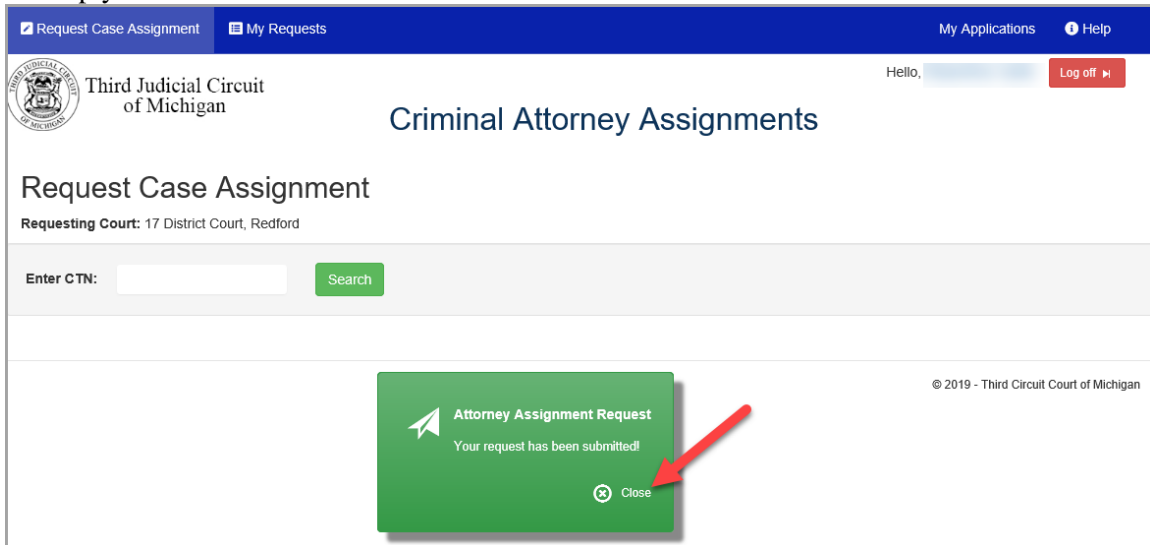 Request Case Assignment My Requests My Applications Help
Third Judicial Circuit
of Michigan
Hello, Log off
Criminal Attorney Assignments
Request Case Assignment
Requesting Court: 17 District Court, Redford
Enter CTN: Search
© 2019 - Third Circuit Court of Michigan
Attorney Assignment Request
Your request has been submitted!
Close